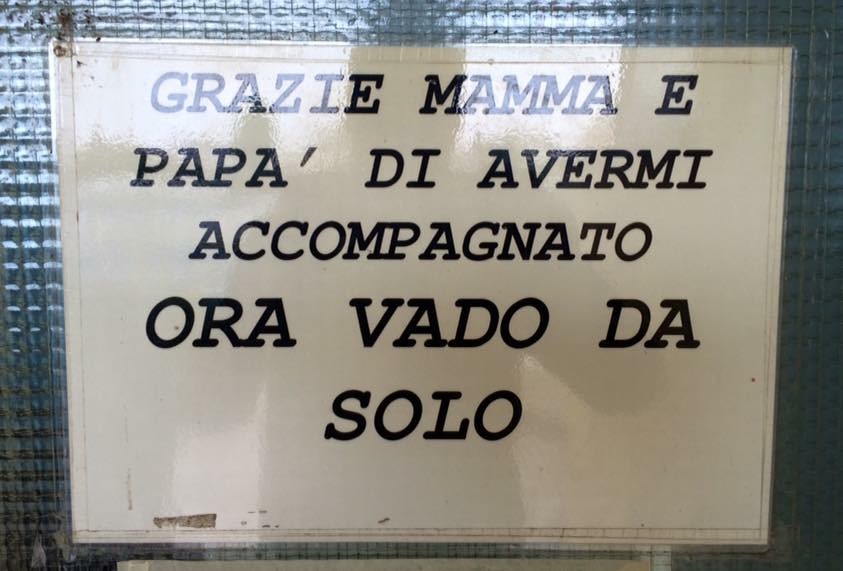 GRAZIE MAMMA E
PAPA' DI AVERMI
ACCOMPAGNATO
ORA VADO DA
SOLO